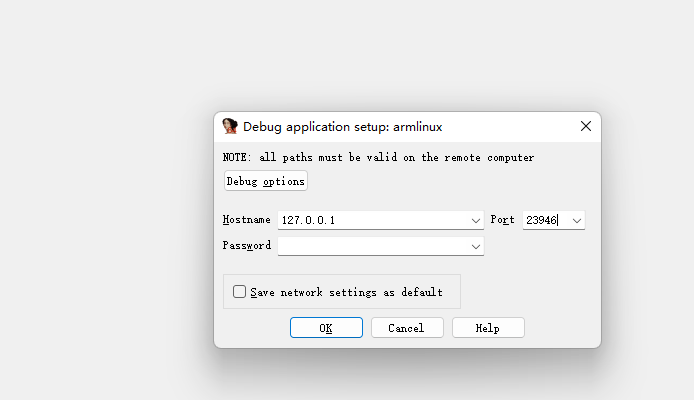 Debug application setup: armlinux
NOTE: all paths must be valid on the remote computer
Debug options
Hostname 127.0.0.1 Port 23946
Password
Save network settings as default
OK Cancel Help